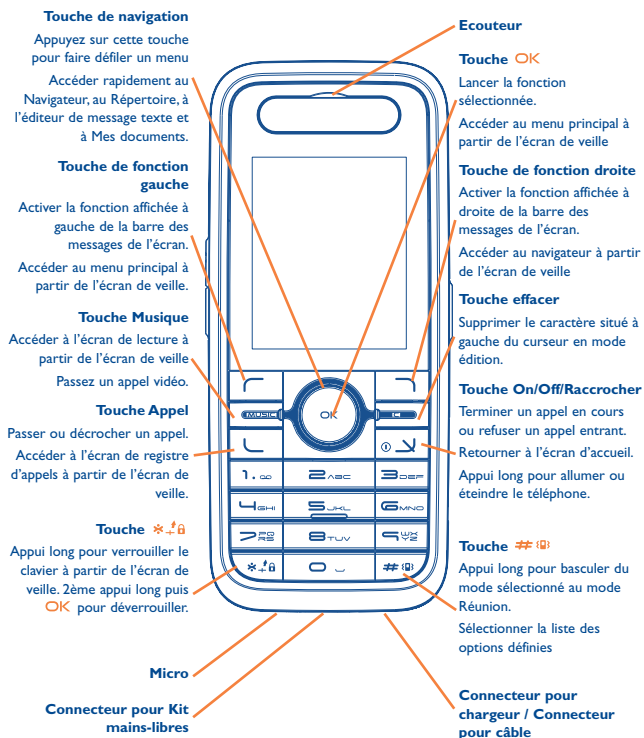 Touche de navigation
Appuyez sur cette touche
pour faire défiler un menu
Accéder rapidement au
Navigateur, au Répertoire, à
l'éditeur de message texte et
à Mes documents.
Touche de fonction
gauche
Activer la fonction affichée à
gauche de la barre des
messages de l'écran.
Accéder au menu principal à
partir de l'écran de veille.
Touche Musique
Accéder à l'écran de lecture à
partir de l'écran de veille
Passez un appel vidéo.
Touche Appel
Passer ou décrocher un appel.
Accéder à l'écran de registre
d'appels à partir de l'écran de
veille.
Touche *+
Appui long pour verrouiller le
clavier à partir de l'écran de
veille. 2ème appui long puis
OK pour déverrouiller.
Micro
Connecteur pour Kit
mains-libres
MUSIC
OK
C
1. 
2 ABC
3 DEF
4 GHI
5 JKL
6 MNO
7 PQ
RS
8 TUV
9 WX
YZ
*+
0
#
Ecouteur
Touche OK
Lancer la fonction
sélectionnée.
Accéder au menu principal à
partir de l'écran de veille
Touche de fonction droite
Activer la fonction affichée à
droite de la barre des
messages de l'écran.
Accéder au navigateur à partir
de l'écran de veille
Touche effacer
Supprimer le caractère situé à
gauche du curseur en mode
édition.
Touche On/Off/Raccrocher
Terminer un appel en cours
ou refuser un appel entrant.
Retourner à l'écran d'accueil.
Appui long pour allumer ou
éteindre le téléphone.
Touche #
Appui long pour basculer du
mode sélectionné au mode
Réunion.
Sélectionner la liste des
options définies
Connecteur pour
chargeur / Connecteur
pour câble